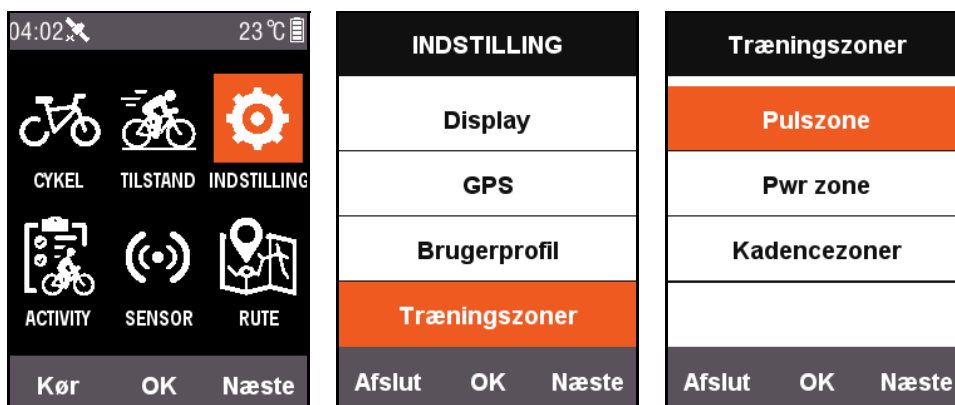 04:02 23 °C
CYKEL TILSTAND INDSTILLING
ACTIVITY SENSOR RUTE
Kør OK Næste
INDSTILLING
Display
GPS
Brugerprofil
Træningszoner
Afslut OK Næste
Træningszoner
Pulszone
Pwr zone
Kadencezoner
Afslut OK Næste